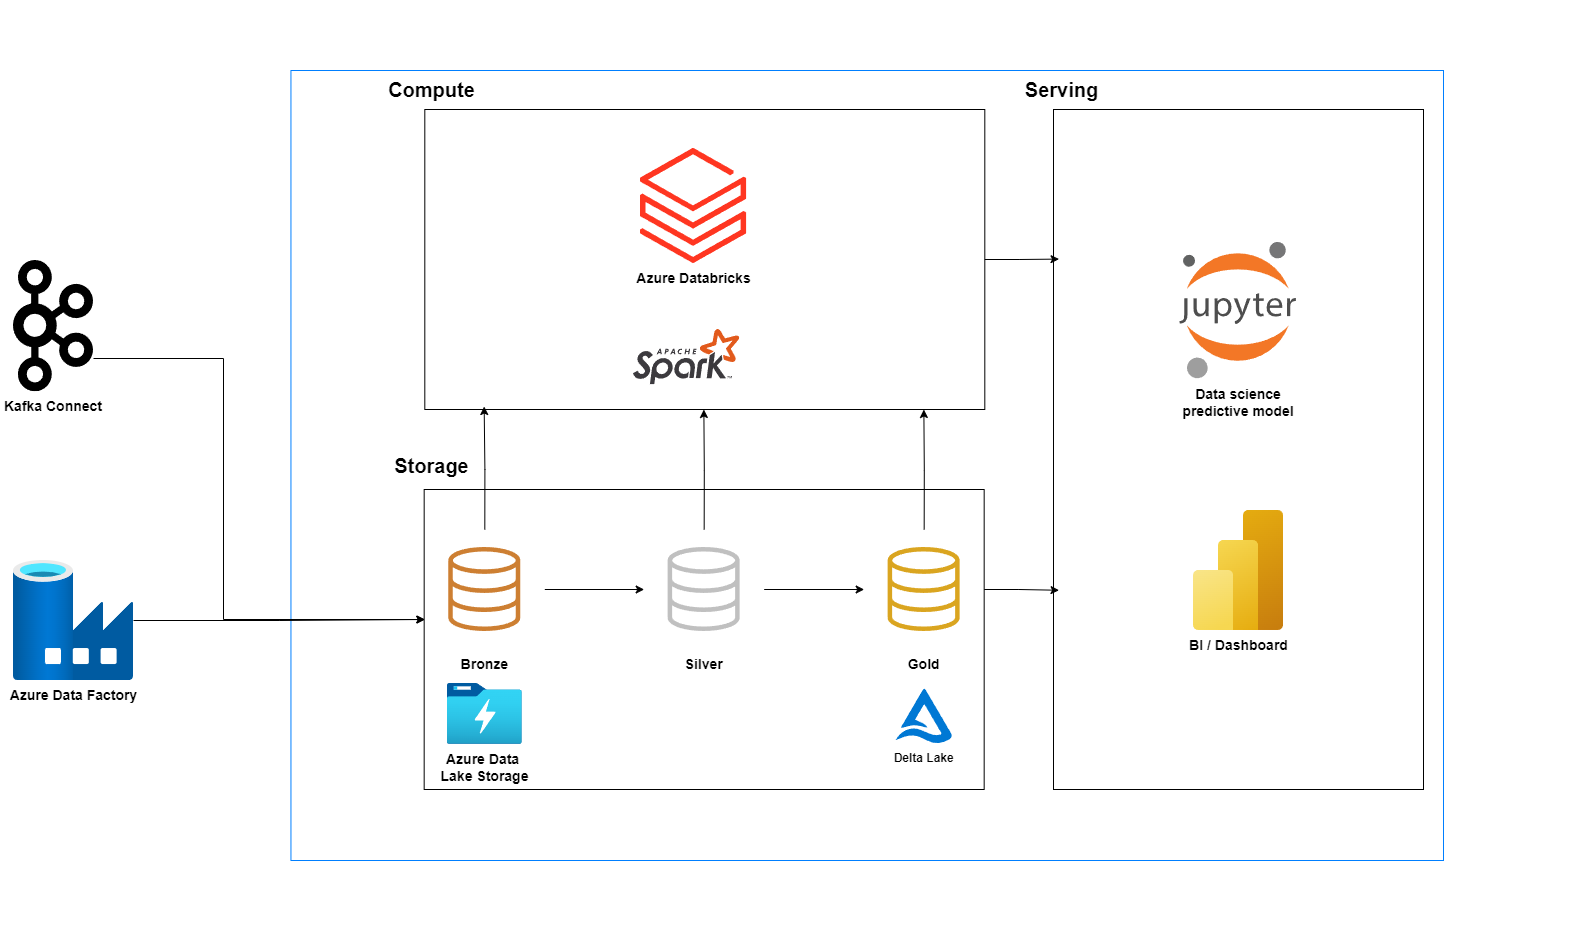 Compute
Serving
Azure Databricks
APACHE
Spark™
jupyter
Data science
predictive model
Kafka Connect
Storage
Bronze
Silver
Gold
Azure Data
Lake Storage
Delta Lake
BI / Dashboard
Azure Data Factory